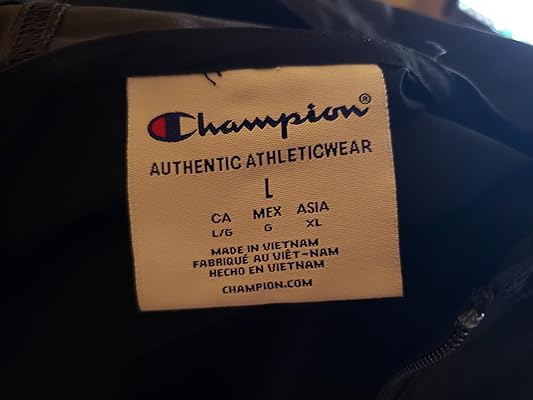 Champion®
AUTHENTIC ATHLETICWEAR
L
CA MEX ASIA
L/G G XL
MADE IN VIETNAM
FABRIQUÉ AU VIÊT-NAM
HECHO EN VIETNAM
CHAMPION.COM